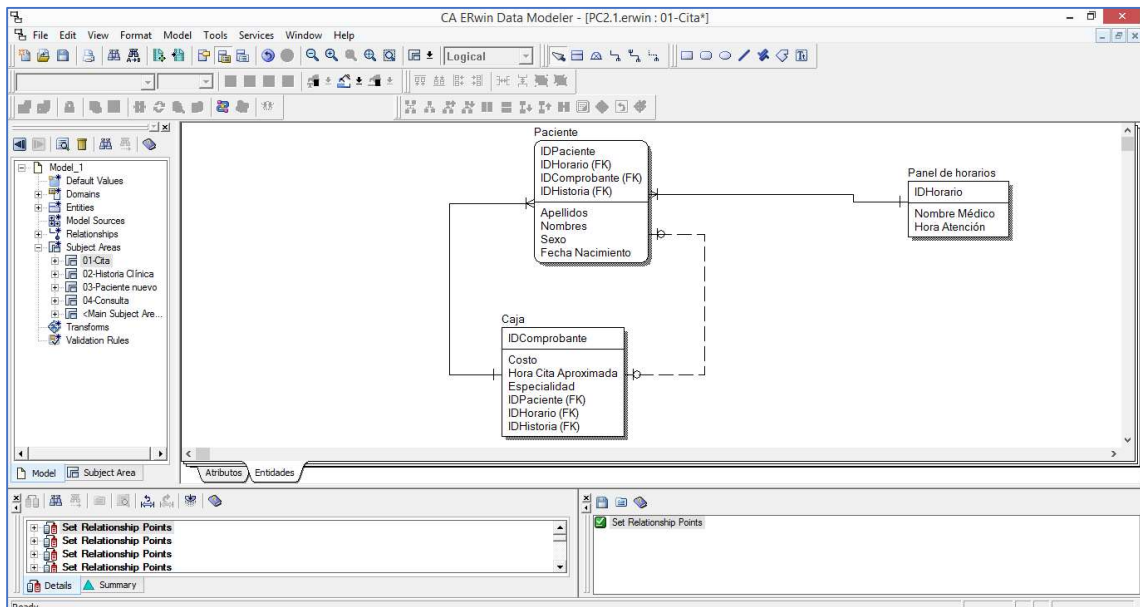 CA ERwin Data Modeler - [PC2.1.erwin : 01-Cita*]
File Edit View Format Model Tools Services Window Help
Logical
Model_1
Default Values
Domains
Entities
Model Sources
Relationships
Subject Areas
01-Cita
02-Historia Clínica
03-Paciente nuevo
04-Consulta
<Main Subject Are...
Transforms
Validation Rules
Model Subject Area
Paciente
IDPaciente
IDHorario (FK)
IDComprobante (FK)
IDHistoria (FK)
Apellidos
Nombres
Sexo
Fecha Nacimiento
Panel de horarios
IDHorario
Nombre Médico
Hora Atención
Caja
IDComprobante
Costo
Hora Cita Aproximada
Especialidad
IDPaciente (FK)
IDHorario (FK)
IDHistoria (FK)
Atributos Entidades
Set Relationship Points
Set Relationship Points
Set Relationship Points
Set Relationship Points
Details Summary
Set Relationship Points
Ready